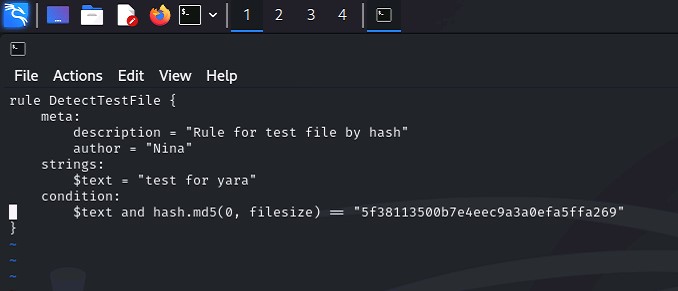 1 2 3 4
File Actions Edit View Help
rule DetectTestFile {
    meta:
        description = "Rule for test file by hash"
        author = "Nina"
    strings:
        $text = "test for yara"
    condition:
        $text and hash.md5(0, filesize) == "5f38113500b7e4eec9a3a0efa5ffa269"
}
~
~
~